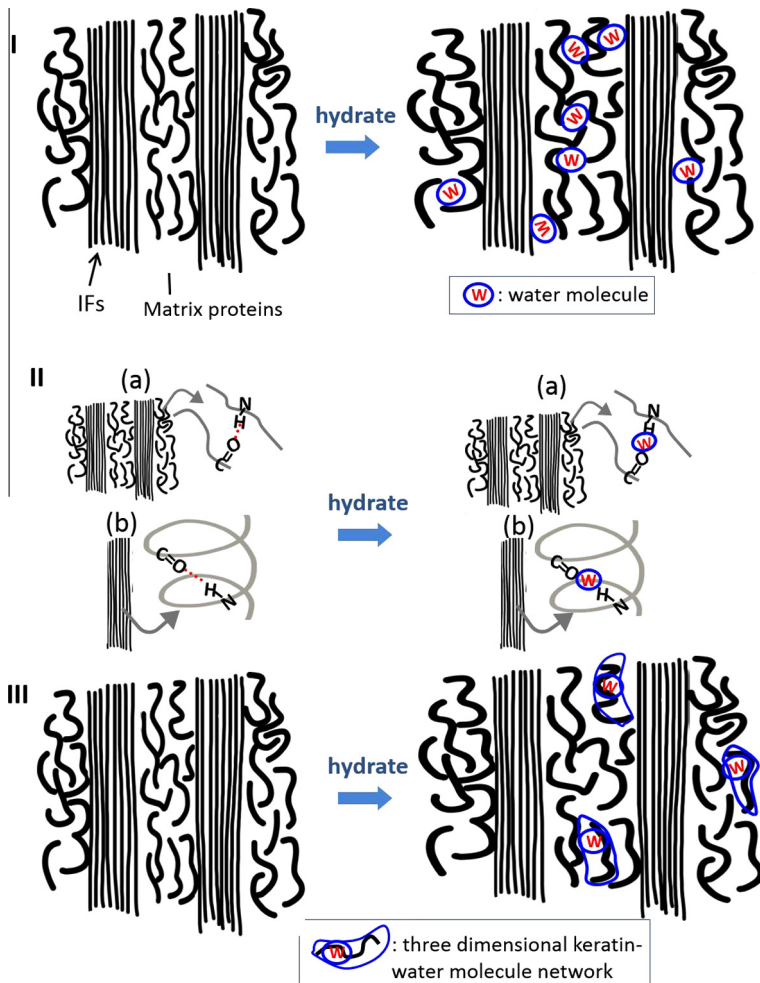 I
hydrate
W
W
W
W
W
W
W
IFs
Matrix proteins
W : water molecule
II
(a)
N
H
O
C
hydrate
(a)
N
H
W
O
C
(b)
C=O
H-N
(b)
C=O
W
H-N
III
hydrate
W
W
W
W : three dimensional keratin-
water molecule network